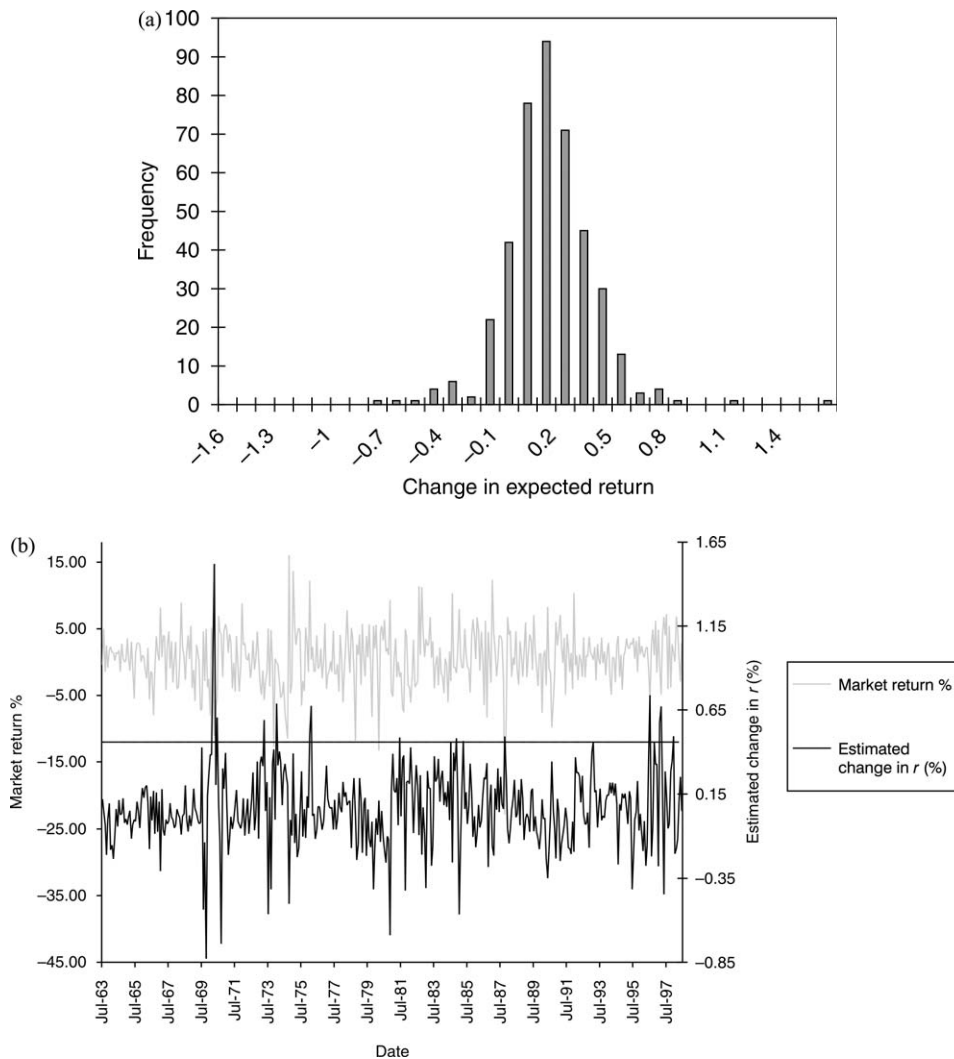 (a)
100
90
80
70
60
50
40
30
20
10
0
Frequency
−1.6
−1.3
−1
−0.7
−0.4
−0.1
0.2
0.5
0.8
1.1
1.4
Change in expected return
(b)
15.00
5.00
−5.00
−15.00
−25.00
−35.00
−45.00
Market return %
1.65
1.15
0.65
0.15
−0.35
−0.85
Estimated change in r (%)
Market return %
Estimated
change in r (%)
Jul-63
Jul-65
Jul-67
Jul-69
Jul-71
Jul-73
Jul-75
Jul-77
Jul-79
Jul-81
Jul-83
Jul-85
Jul-87
Jul-89
Jul-91
Jul-93
Jul-95
Jul-97
Date